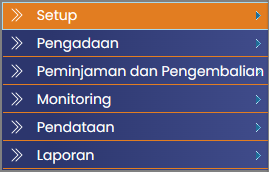 Setup
Pengadaan
Peminjaman dan Pengembalian
Monitoring
Pendataan
Laporan